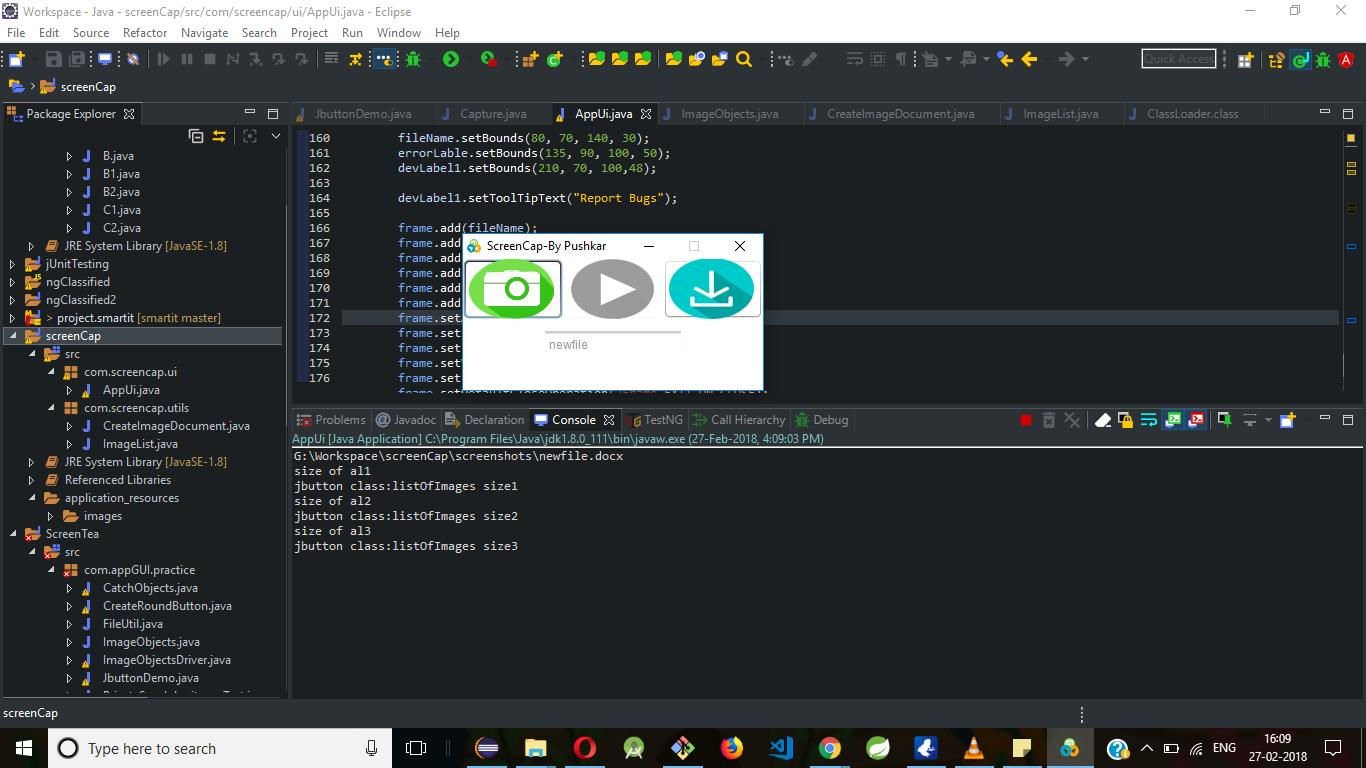 Workspace - Java - screenCap/src/com/screencap/ui/AppUi.java - Eclipse
File Edit Source Refactor Navigate Search Project Run Window Help
Quick Access
screenCap
Package Explorer
B.java
B1.java
B2.java
C1.java
C2.java
JRE System Library [JavaSE-1.8]
jUnitTesting
ngClassified
ngClassified2
> project.smartit [smartit master]
screenCap
src
com.screencap.ui
AppUi.java
com.screencap.utils
CreateImageDocument.java
ImageList.java
JRE System Library [JavaSE-1.8]
Referenced Libraries
application_resources
images
ScreenTea
src
com.appGUI.practice
CatchObjects.java
CreateRoundButton.java
FileUtil.java
ImageObjects.java
ImageObjectsDriver.java
JbuttonDemo.java
JbuttonDemo.java Capture.java AppUi.java ImageObjects.java CreateImageDocument.java ImageList.java ClassLoader.class
160 fileName.setBounds(80, 70, 140, 30);
161 errorLable.setBounds(135, 90, 100, 50);
162 devLabel1.setBounds(210, 70, 100,48);
163
164 devLabel1.setToolTipText("Report Bugs");
165
166 frame.add(fileName);
167 frame.add
168 frame.add
169 frame.add
170 frame.add
171 frame.add
172 frame.set
173 frame.set
174 frame.set
175 frame.set
176 frame.set
ScreenCap-By Pushkar
newfile
Problems @ Javadoc Declaration Console TestNG Call Hierarchy Debug
AppUi [Java Application] C:\Program Files\Java\jdk1.8.0_111\bin\javaw.exe (27-Feb-2018, 4:09:03 PM)
G:\Workspace\screenCap\screenshots\newfile.docx
size of al1
jbutton class:listOfImages size1
size of al2
jbutton class:listOfImages size2
size of al3
jbutton class:listOfImages size3
screenCap
Type here to search
ENG
16:09
27-02-2018